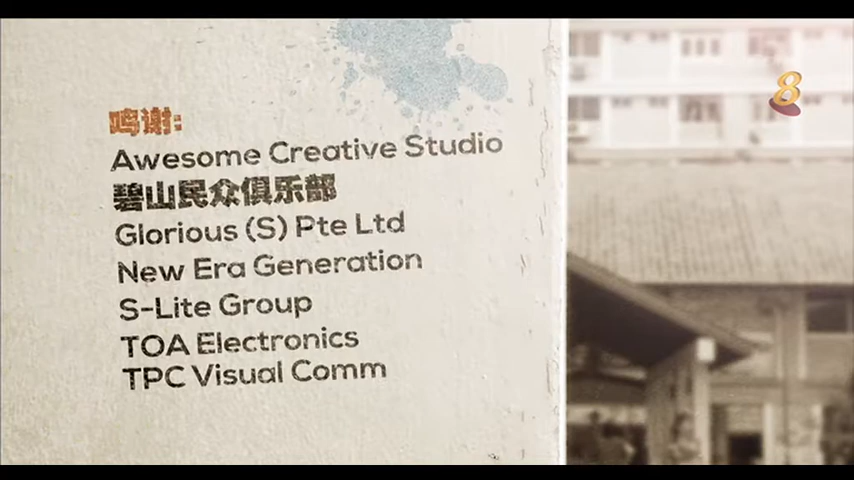 8
鸣谢:
Awesome Creative Studio
碧山民众俱乐部
Glorious (S) Pte Ltd
New Era Generation
S-Lite Group
TOA Electronics
TPC Visual Comm